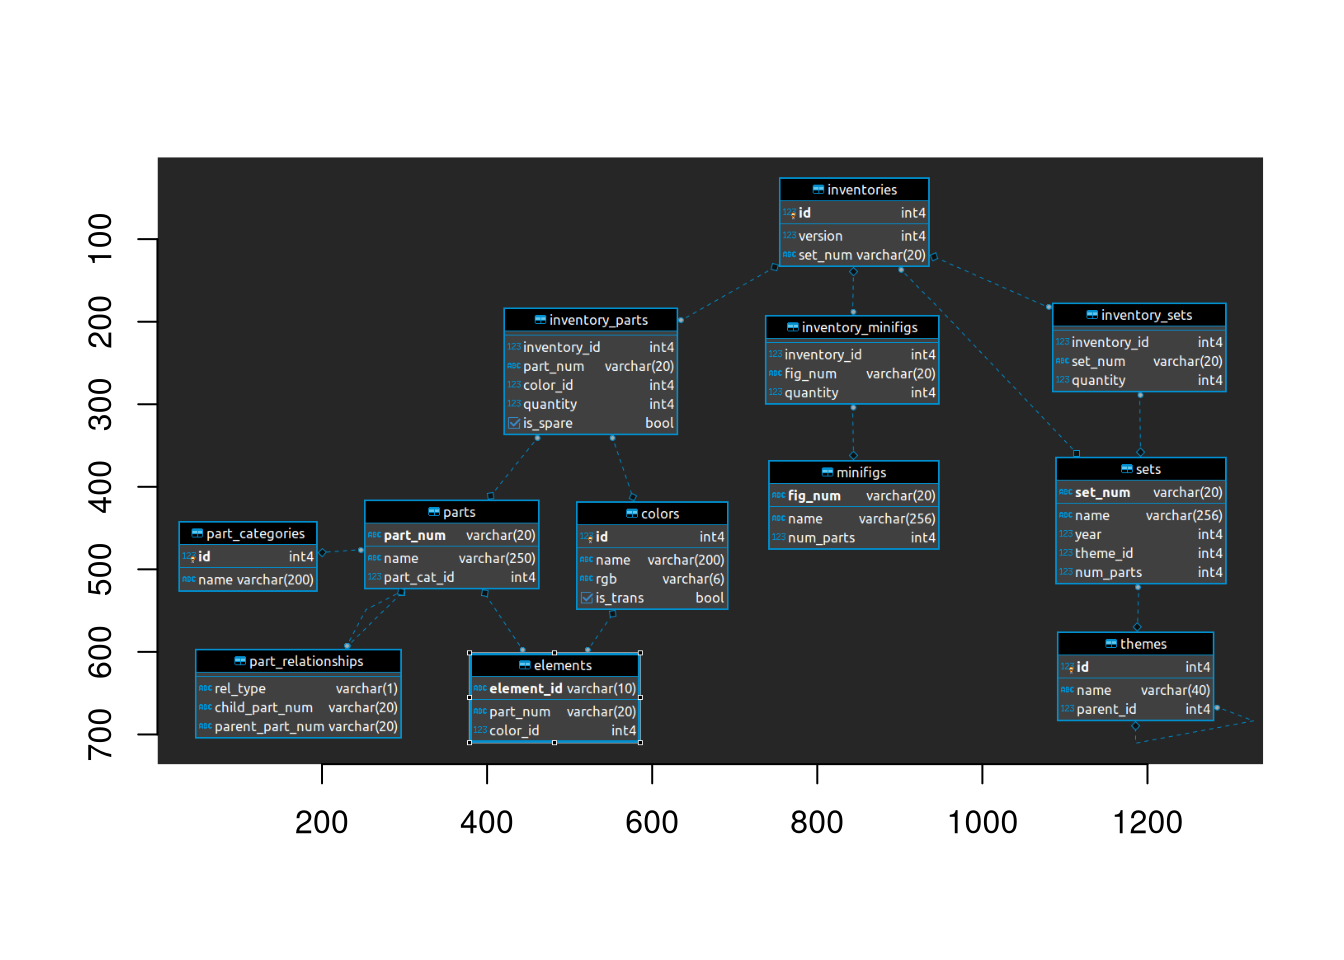 inventories
123 id int4
123 version int4
ABC set_num varchar(20)
inventory_parts
123 inventory_id int4
ABC part_num varchar(20)
123 color_id int4
123 quantity int4
is_spare bool
inventory_minifigs
123 inventory_id int4
ABC fig_num varchar(20)
123 quantity int4
inventory_sets
123 inventory_id int4
ABC set_num varchar(20)
123 quantity int4
part_categories
123 id int4
ABC name varchar(200)
parts
ABC part_num varchar(20)
ABC name varchar(250)
123 part_cat_id int4
colors
123 id int4
ABC name varchar(200)
ABC rgb varchar(6)
is_trans bool
minifigs
ABC fig_num varchar(20)
ABC name varchar(256)
123 num_parts int4
sets
ABC set_num varchar(20)
ABC name varchar(256)
123 year int4
123 theme_id int4
123 num_parts int4
part_relationships
ABC rel_type varchar(1)
ABC child_part_num varchar(20)
ABC parent_part_num varchar(20)
elements
ABC element_id varchar(10)
ABC part_num varchar(20)
123 color_id int4
themes
123 id int4
ABC name varchar(40)
123 parent_id int4
100
200
300
400
500
600
700
200 400 600 800 1000 1200